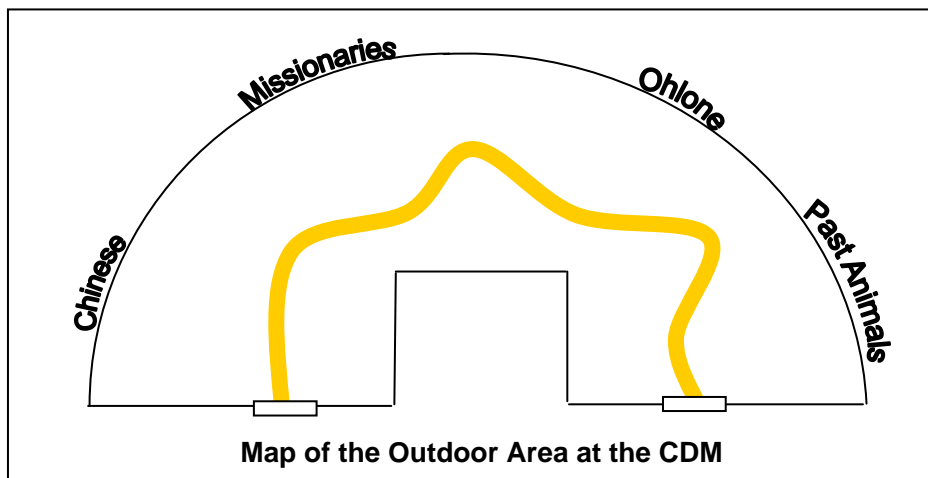 Missionaries
Ohlone
Chinese
Past Animals
Map of the Outdoor Area at the CDM